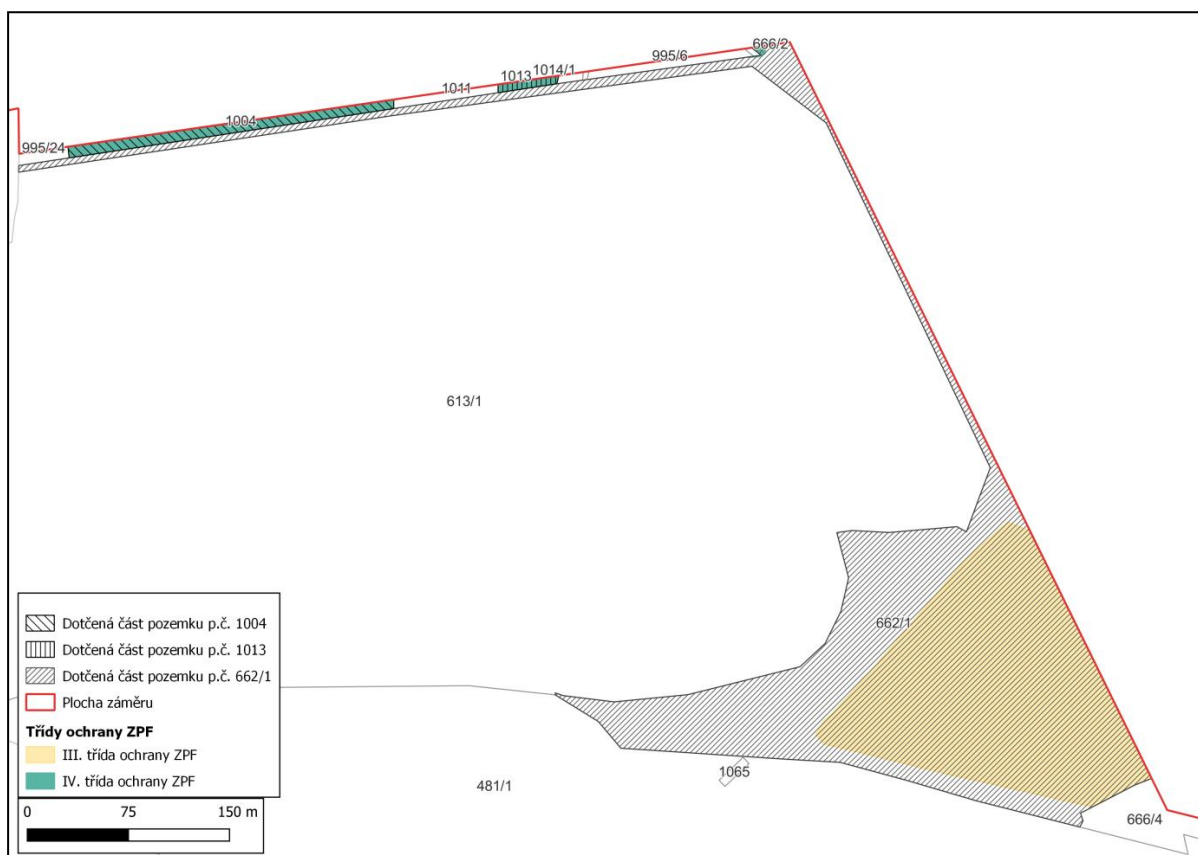 666/2
995/6
1014/1
1013
1011
1004
995/24
613/1
662/1
1065
481/1
666/4
Dotčená část pozemku p.č. 1004
Dotčená část pozemku p.č. 1013
Dotčená část pozemku p.č. 662/1
Plocha záměru
Třídy ochrany ZPF
III. třída ochrany ZPF
IV. třída ochrany ZPF
0 75 150 m